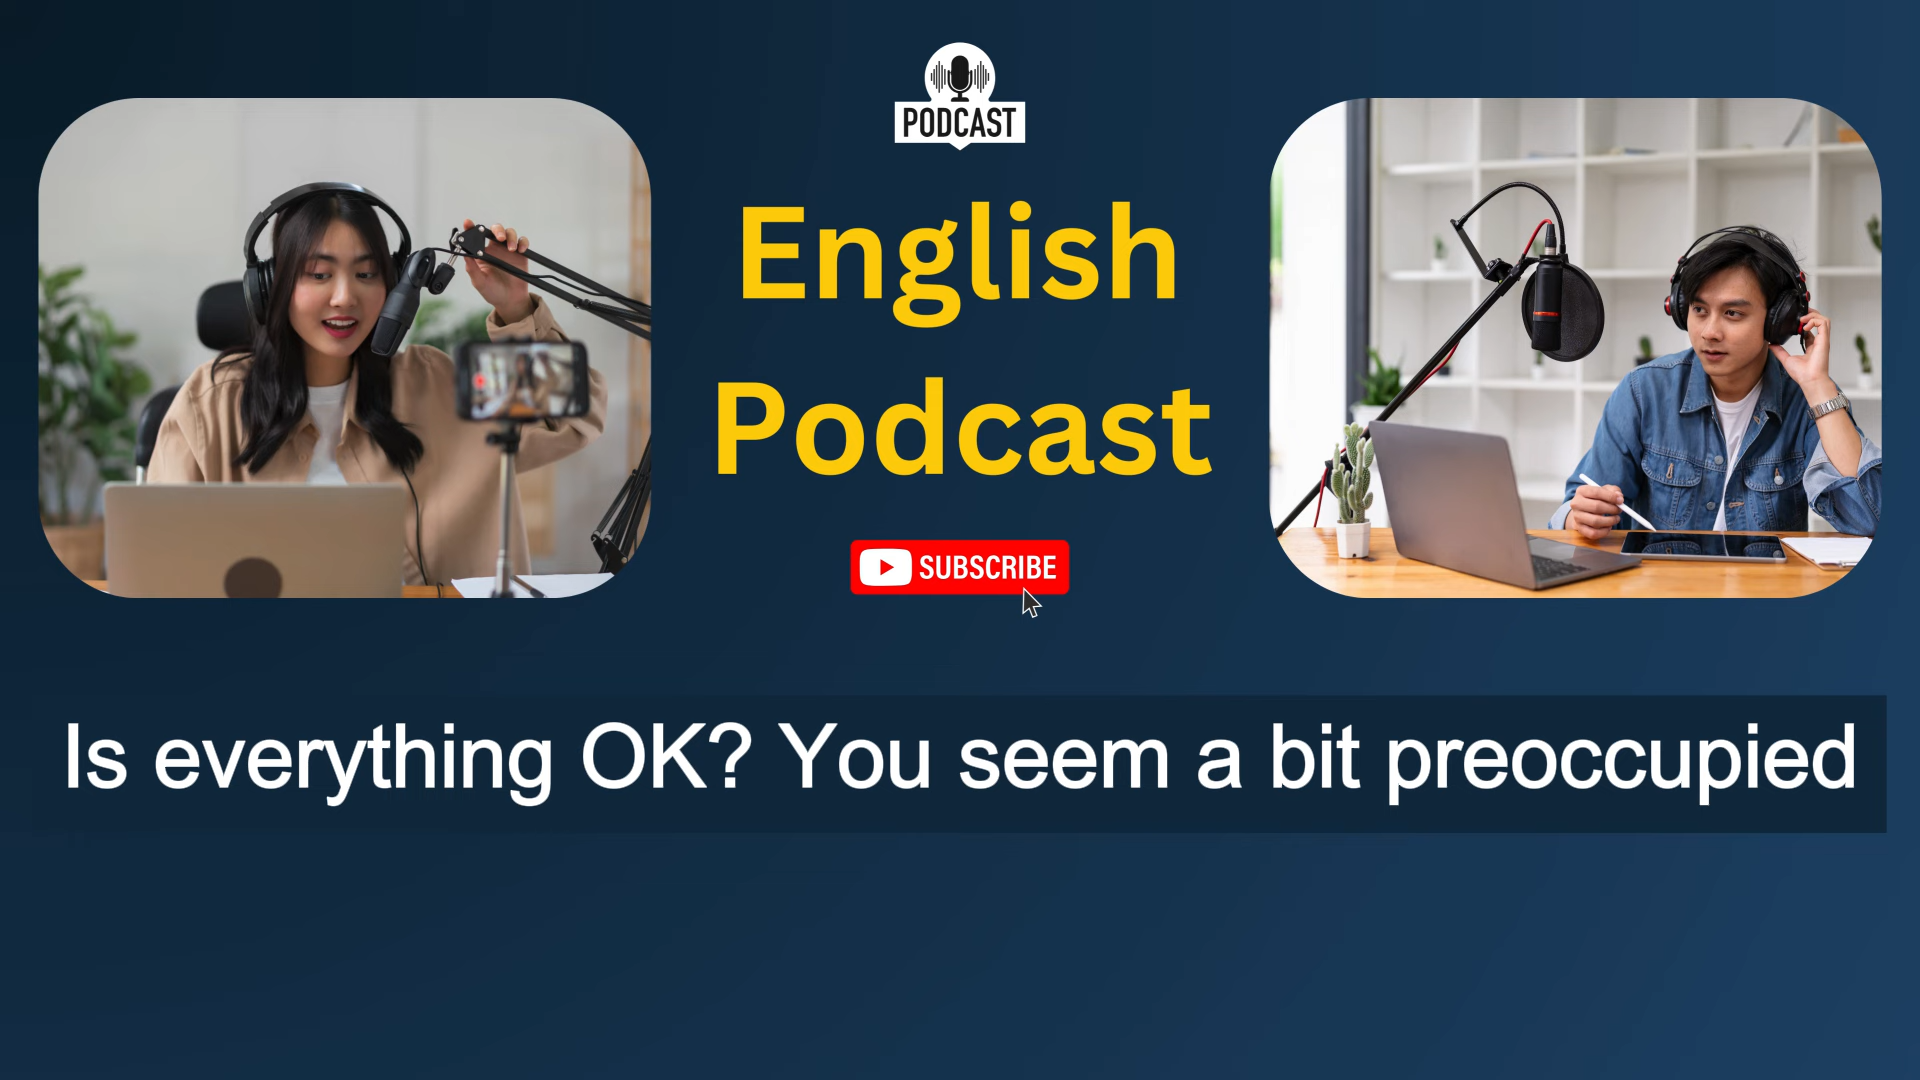 PODCAST
English
Podcast
SUBSCRIBE
Is everything OK? You seem a bit preoccupied